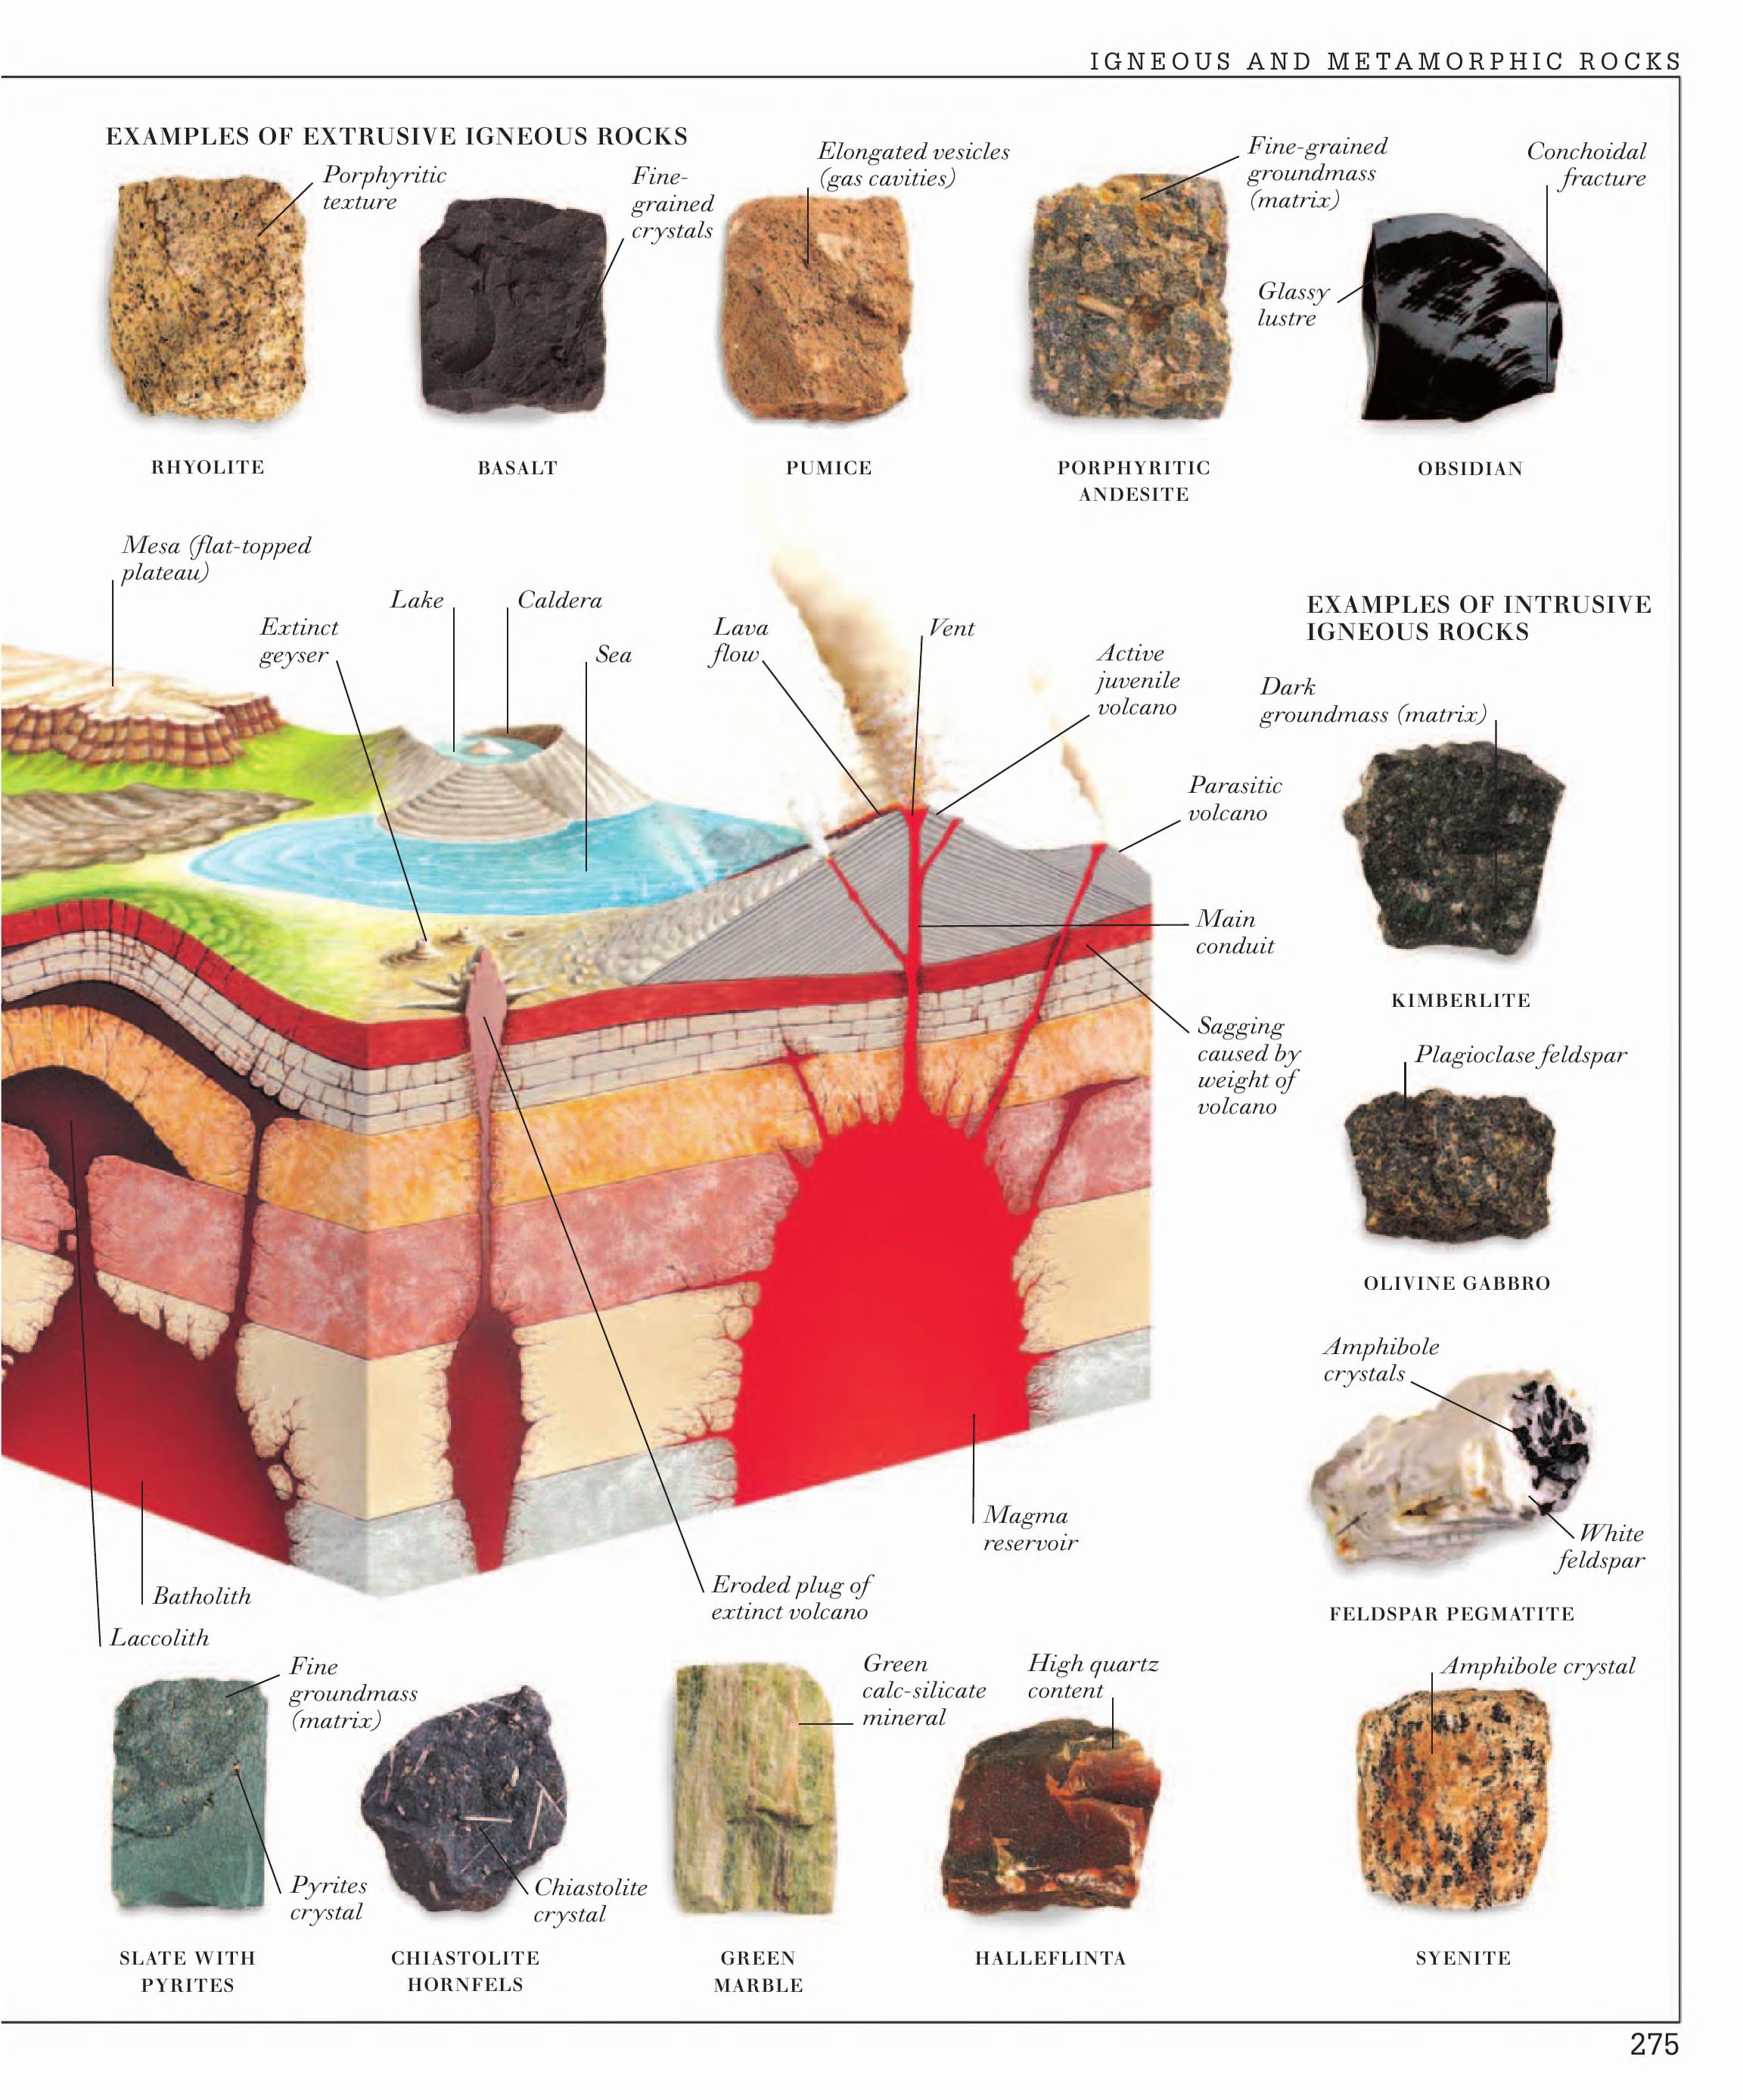 IGNEOUS AND METAMORPHIC ROCKS
EXAMPLES OF EXTRUSIVE IGNEOUS ROCKS
Porphyritic
texture
Fine-
grained
crystals
Elongated vesicles
(gas cavities)
Fine-grained
groundmass
(matrix)
Conchoidal
fracture
Glassy
lustre
RHYOLITE
BASALT
PUMICE
PORPHYRITIC
ANDESITE
OBSIDIAN
Mesa (flat-topped
plateau)
Lake
Caldera
Extinct
geyser
Sea
Lava
flow
Vent
Active
juvenile
volcano
Parasitic
volcano
Main
conduit
Sagging
caused by
weight of
volcano
Magma
reservoir
Eroded plug of
extinct volcano
Batholith
Laccolith
EXAMPLES OF INTRUSIVE
IGNEOUS ROCKS
Dark
groundmass (matrix)
KIMBERLITE
Plagioclase feldspar
OLIVINE GABBRO
Amphibole
crystals
White
feldspar
FELDSPAR PEGMATITE
Amphibole crystal
SYENITE
Fine
groundmass
(matrix)
Pyrites
crystal
SLATE WITH
PYRITES
Chiastolite
crystal
CHIASTOLITE
HORNFELS
Green
calc-silicate
mineral
GREEN
MARBLE
High quartz
content
HALLEFLINTA
275